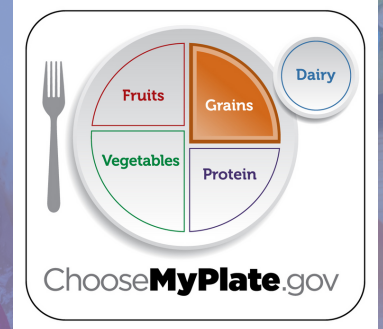 Dairy
Fruits
Grains
Vegetables
Protein
ChooseMyPlate.gov